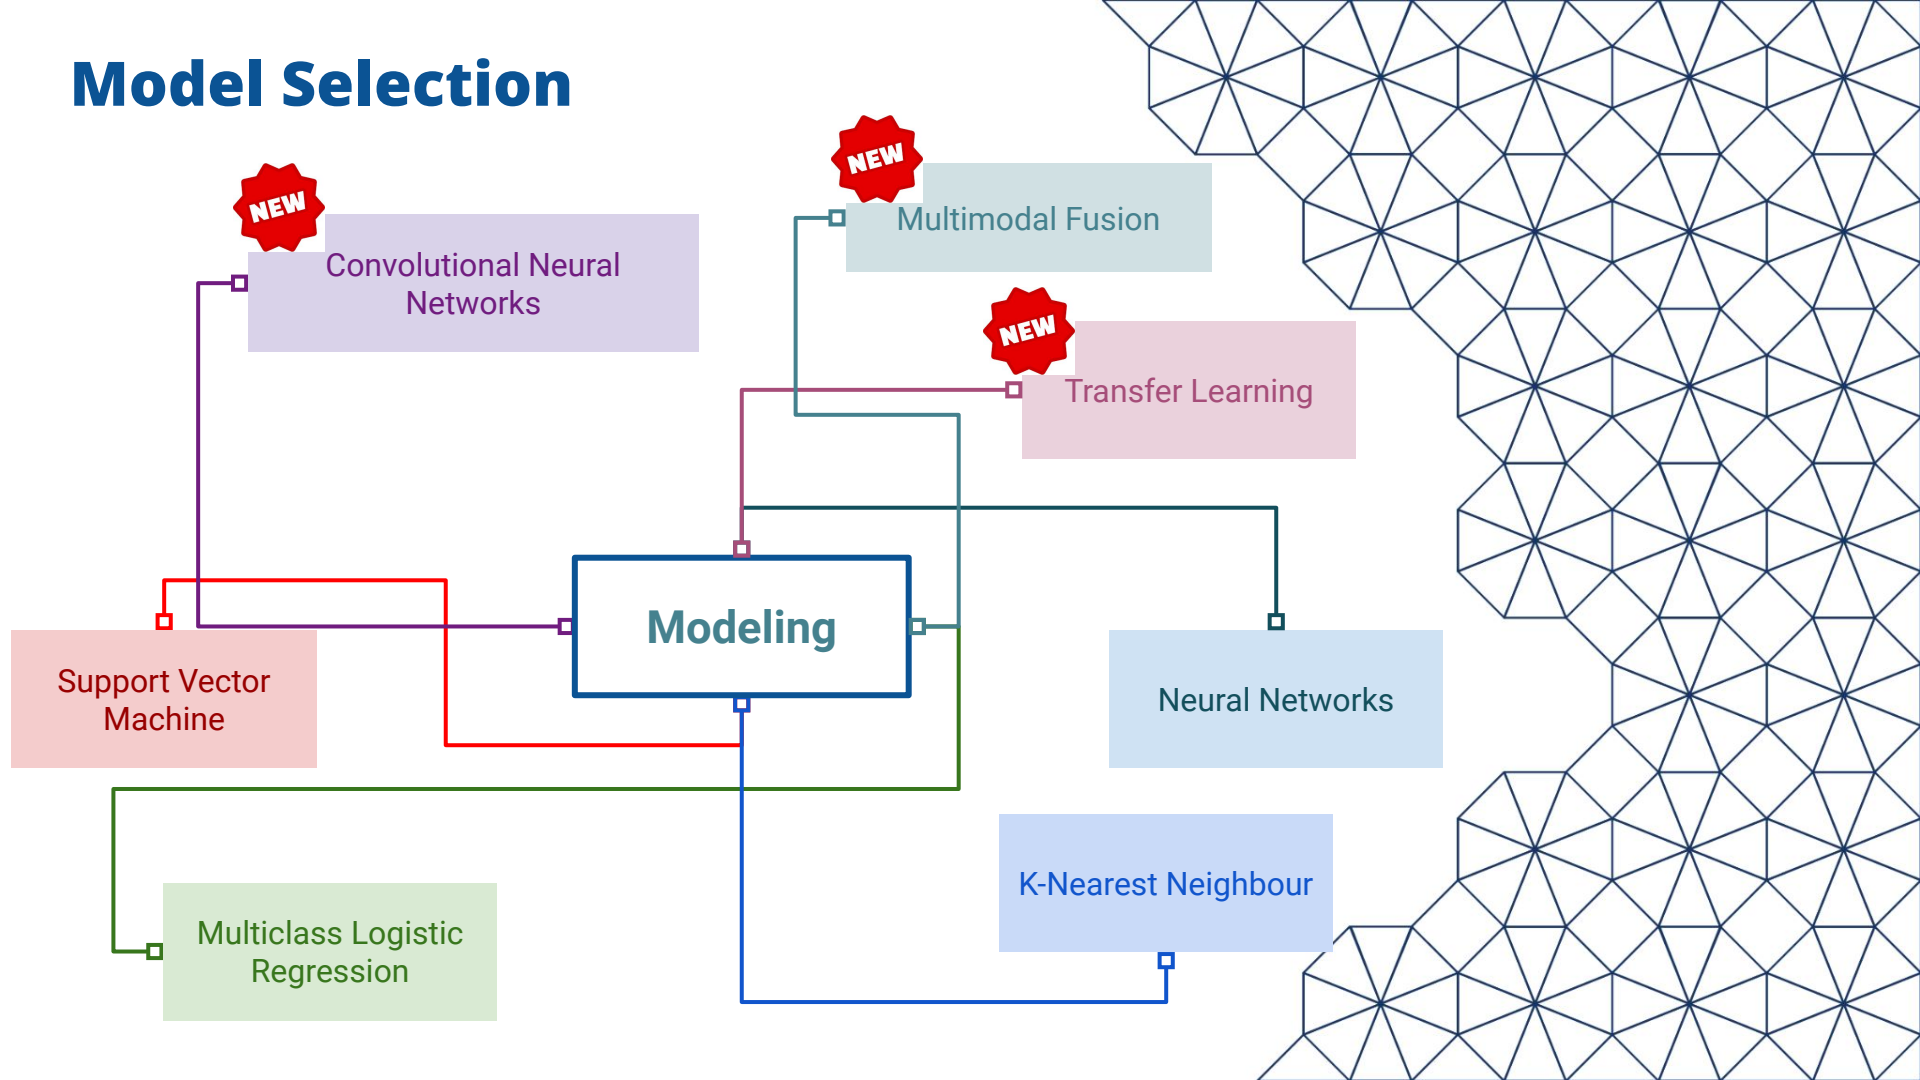 Model Selection
NEW
Multimodal Fusion
NEW
Convolutional Neural
Networks
NEW
Transfer Learning
Modeling
Support Vector
Machine
Neural Networks
K-Nearest Neighbour
Multiclass Logistic
Regression